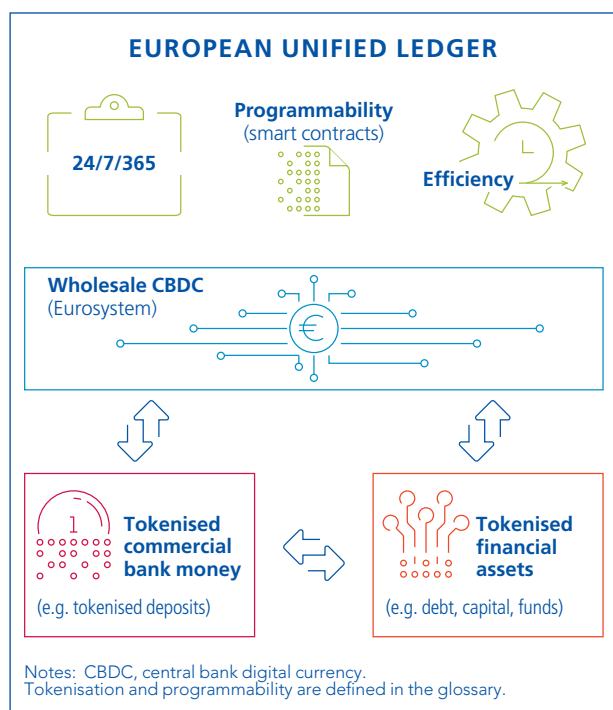 EUROPEAN UNIFIED LEDGER
24/7/365
Programmability
(smart contracts)
Efficiency
Wholesale CBDC
(Eurosystem)
€
1
Tokenised
commercial
bank money
(e.g. tokenised deposits)
Tokenised
financial
assets
(e.g. debt, capital, funds)
Notes: CBDC, central bank digital currency.
Tokenisation and programmability are defined in the glossary.